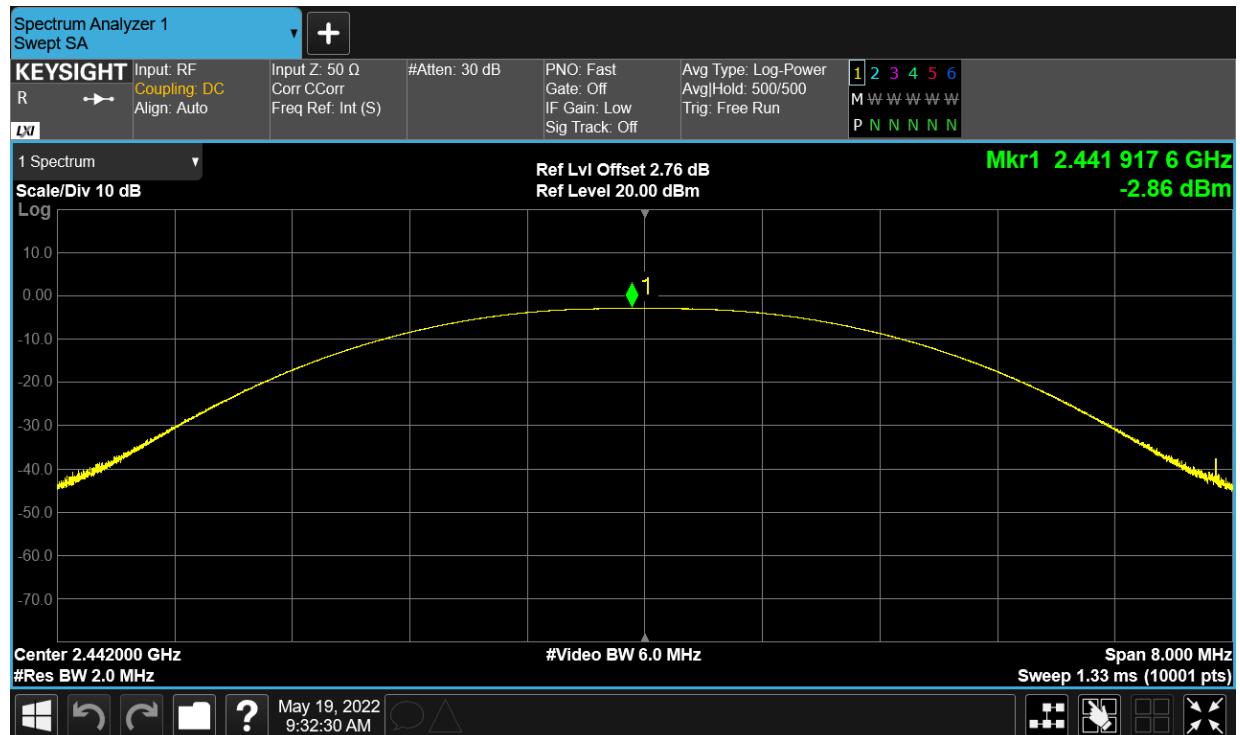 Spectrum Analyzer 1
Swept SA
+
KEYSIGHT
R
LXI
Input: RF
Coupling: DC
Align: Auto
Input Z: 50 Ω
Corr CCorr
Freq Ref: Int (S)
#Atten: 30 dB
PNO: Fast
Gate: Off
IF Gain: Low
Sig Track: Off
Avg Type: Log-Power
Avg|Hold: 500/500
Trig: Free Run
1 2 3 4 5 6
M W W W W W
P N N N N N
1 Spectrum
Scale/Div 10 dB
Ref Lvl Offset 2.76 dB
Ref Level 20.00 dBm
Mkr1 2.441 917 6 GHz
-2.86 dBm
Log
10.0
0.00
-10.0
-20.0
-30.0
-40.0
-50.0
-60.0
-70.0
1
Center 2.442000 GHz
#Res BW 2.0 MHz
#Video BW 6.0 MHz
Span 8.000 MHz
Sweep 1.33 ms (10001 pts)
?
May 19, 2022
9:32:30 AM